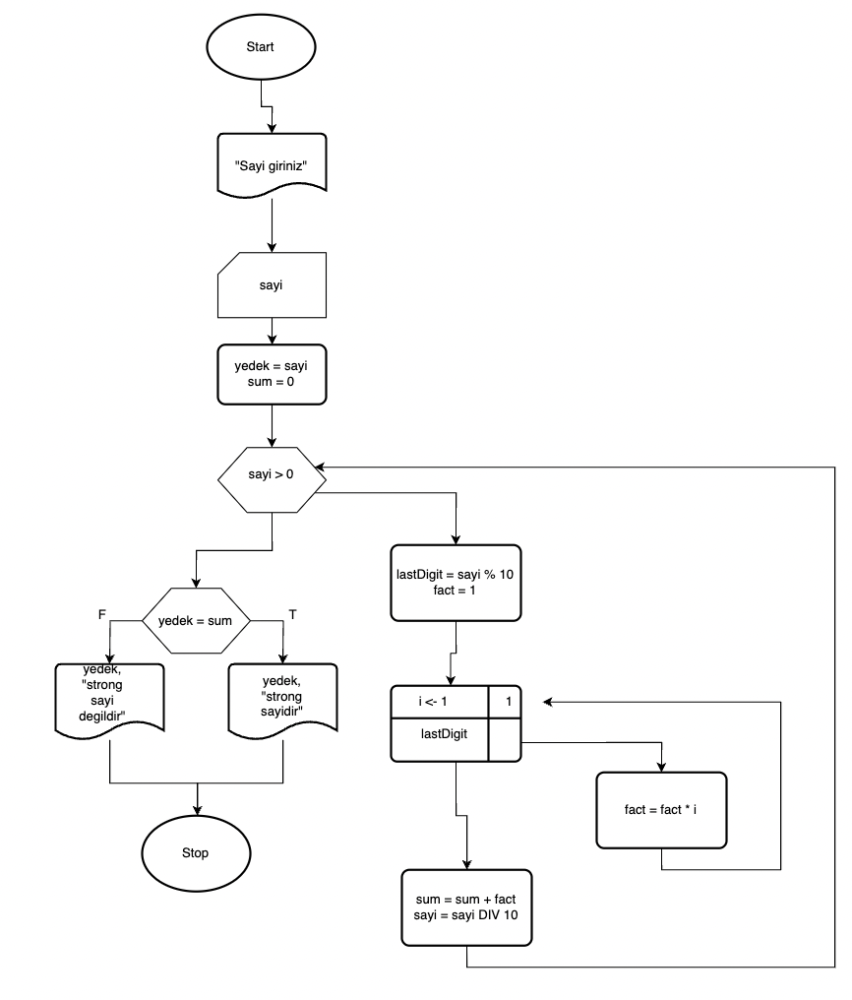 Start
"Sayi giriniz"
sayi
yedek = sayi
sum = 0
sayi > 0
lastDigit = sayi % 10
fact = 1
yedek = sum
F
T
yedek,
"strong
sayi
degildir"
yedek,
"strong
sayidir"
i <- 1
1
lastDigit
fact = fact * i
Stop
sum = sum + fact
sayi = sayi DIV 10